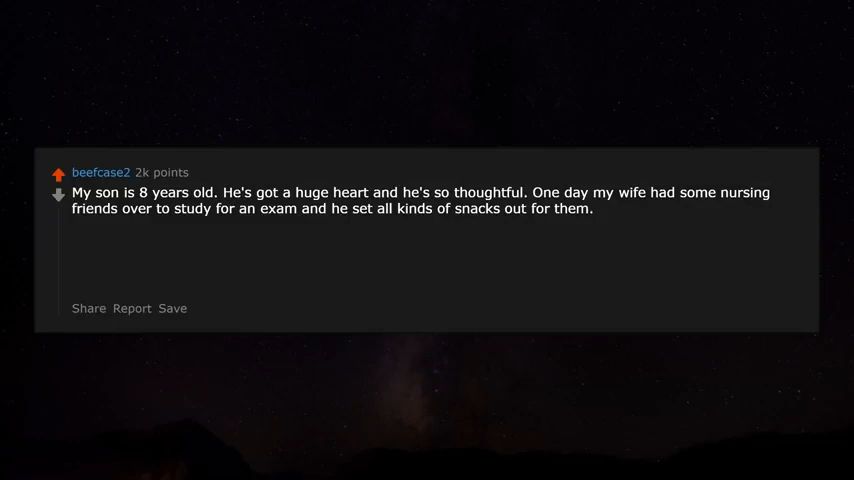 beefcase2 2k points
My son is 8 years old. He's got a huge heart and he's so thoughtful. One day my wife had some nursing
friends over to study for an exam and he set all kinds of snacks out for them.
Share Report Save